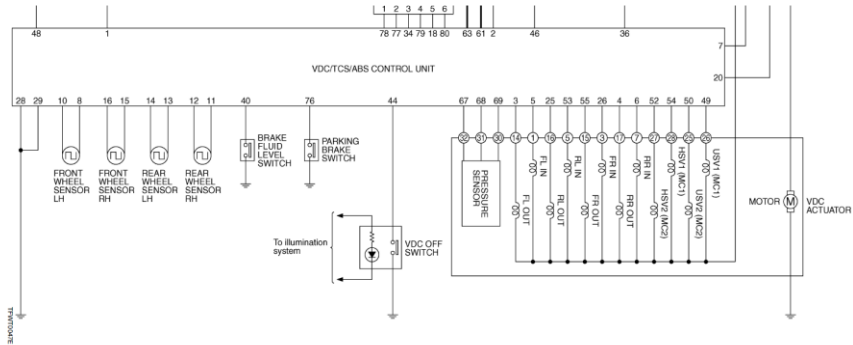 1 2 3 4 5 6
48 1 78 77 34 79 18 80 63 61 2 46 36
7
VDC/TCS/ABS CONTROL UNIT
20
28 29 10 8 16 15 14 13 12 11 40 76 44 67 68 69 3 5 25 53 55 26 4 6 52 54 50 49
32 31 30 14 1 16 5 15 3 17 7 27 28 25 26
FRONT
WHEEL
SENSOR
LH
FRONT
WHEEL
SENSOR
RH
REAR
WHEEL
SENSOR
LH
REAR
WHEEL
SENSOR
RH
BRAKE
FLUID
LEVEL
SWITCH
PARKING
BRAKE
SWITCH
PRESSURE
SENSOR
FL OUT
FL IN
RL OUT
RL IN
FR OUT
FR IN
RR OUT
RR IN
HSV2 (MC2)
HSV1 (MC1)
USV2 (MC2)
USV1 (MC1)
MOTOR M VDC
ACTUATOR
To illumination
system
VDC OFF
SWITCH
TFWT0247E